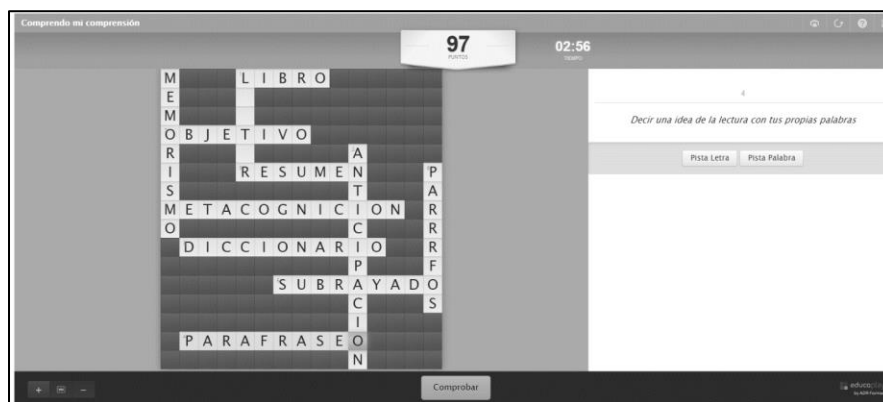 Comprendo mi comprensión
97
PUNTOS
02:56
TIEMPO
LIBRO
MEMORISMO
OBJETIVO
ANTICIPACION
RESUMEN
PARRRFOS
METACOGNICION
DICCIONARIO
SUBRAYADO
PARAFRASEO
4
Decir una idea de la lectura con tus propias palabras
Pista Letra
Pista Palabra
Comprobar